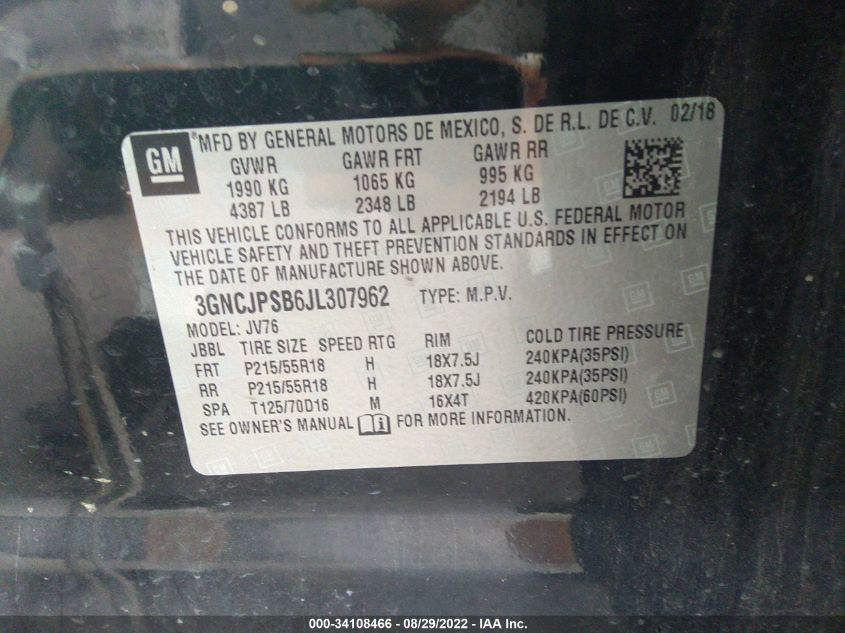 GM MFD BY GENERAL MOTORS DE MEXICO, S. DE R.L. DE C.V. 02/18
GVWR GAWR FRT GAWR RR
1990 KG 1065 KG 995 KG
4387 LB 2348 LB 2194 LB
THIS VEHICLE CONFORMS TO ALL APPLICABLE U.S. FEDERAL MOTOR
VEHICLE SAFETY AND THEFT PREVENTION STANDARDS IN EFFECT ON
THE DATE OF MANUFACTURE SHOWN ABOVE.
3GNCJPSB6JL307962 TYPE: M.P.V.
MODEL: JV76
JBBL TIRE SIZE SPEED RTG RIM COLD TIRE PRESSURE
FRT P215/55R18 H 18X7.5J 240KPA(35PSI)
RR P215/55R18 H 18X7.5J 240KPA(35PSI)
SPA T125/70D16 M 16X4T 420KPA(60PSI)
SEE OWNER'S MANUAL FOR MORE INFORMATION.
000-34108466 - 08/29/2022 - IAA Inc.